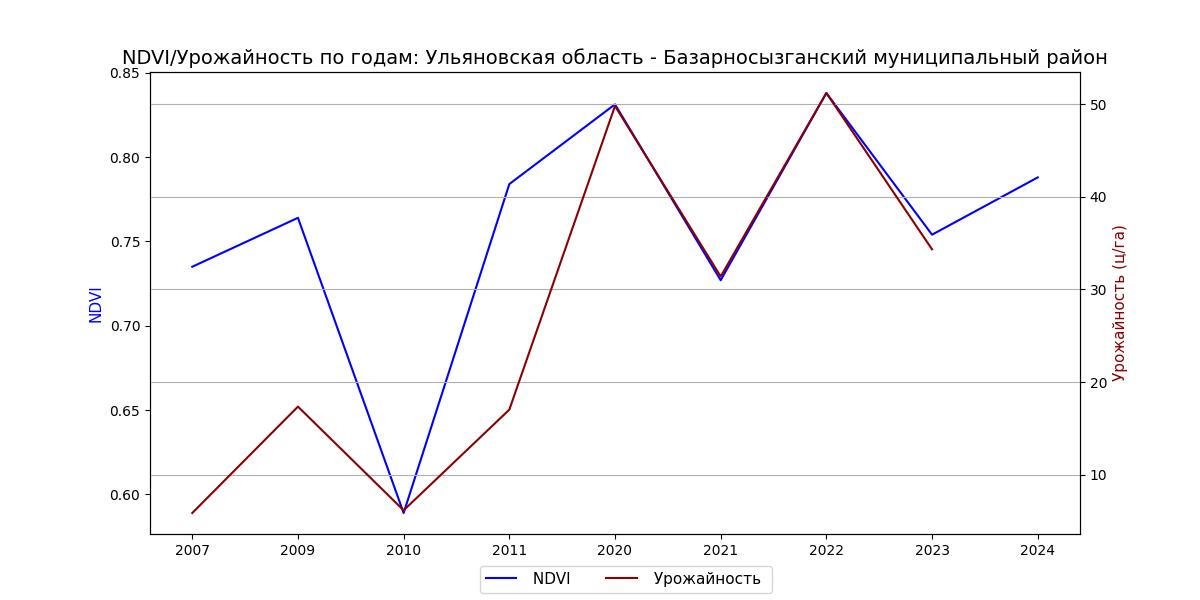 NDVI/Урожайность по годам: Ульяновская область - Базарносызганский муниципальный район
0.85
0.80
0.75
0.70
0.65
0.60
NDVI
50
40
30
20
10
Урожайность (ц/га)
2007 2009 2010 2011 2020 2021 2022 2023 2024
NDVI Урожайность